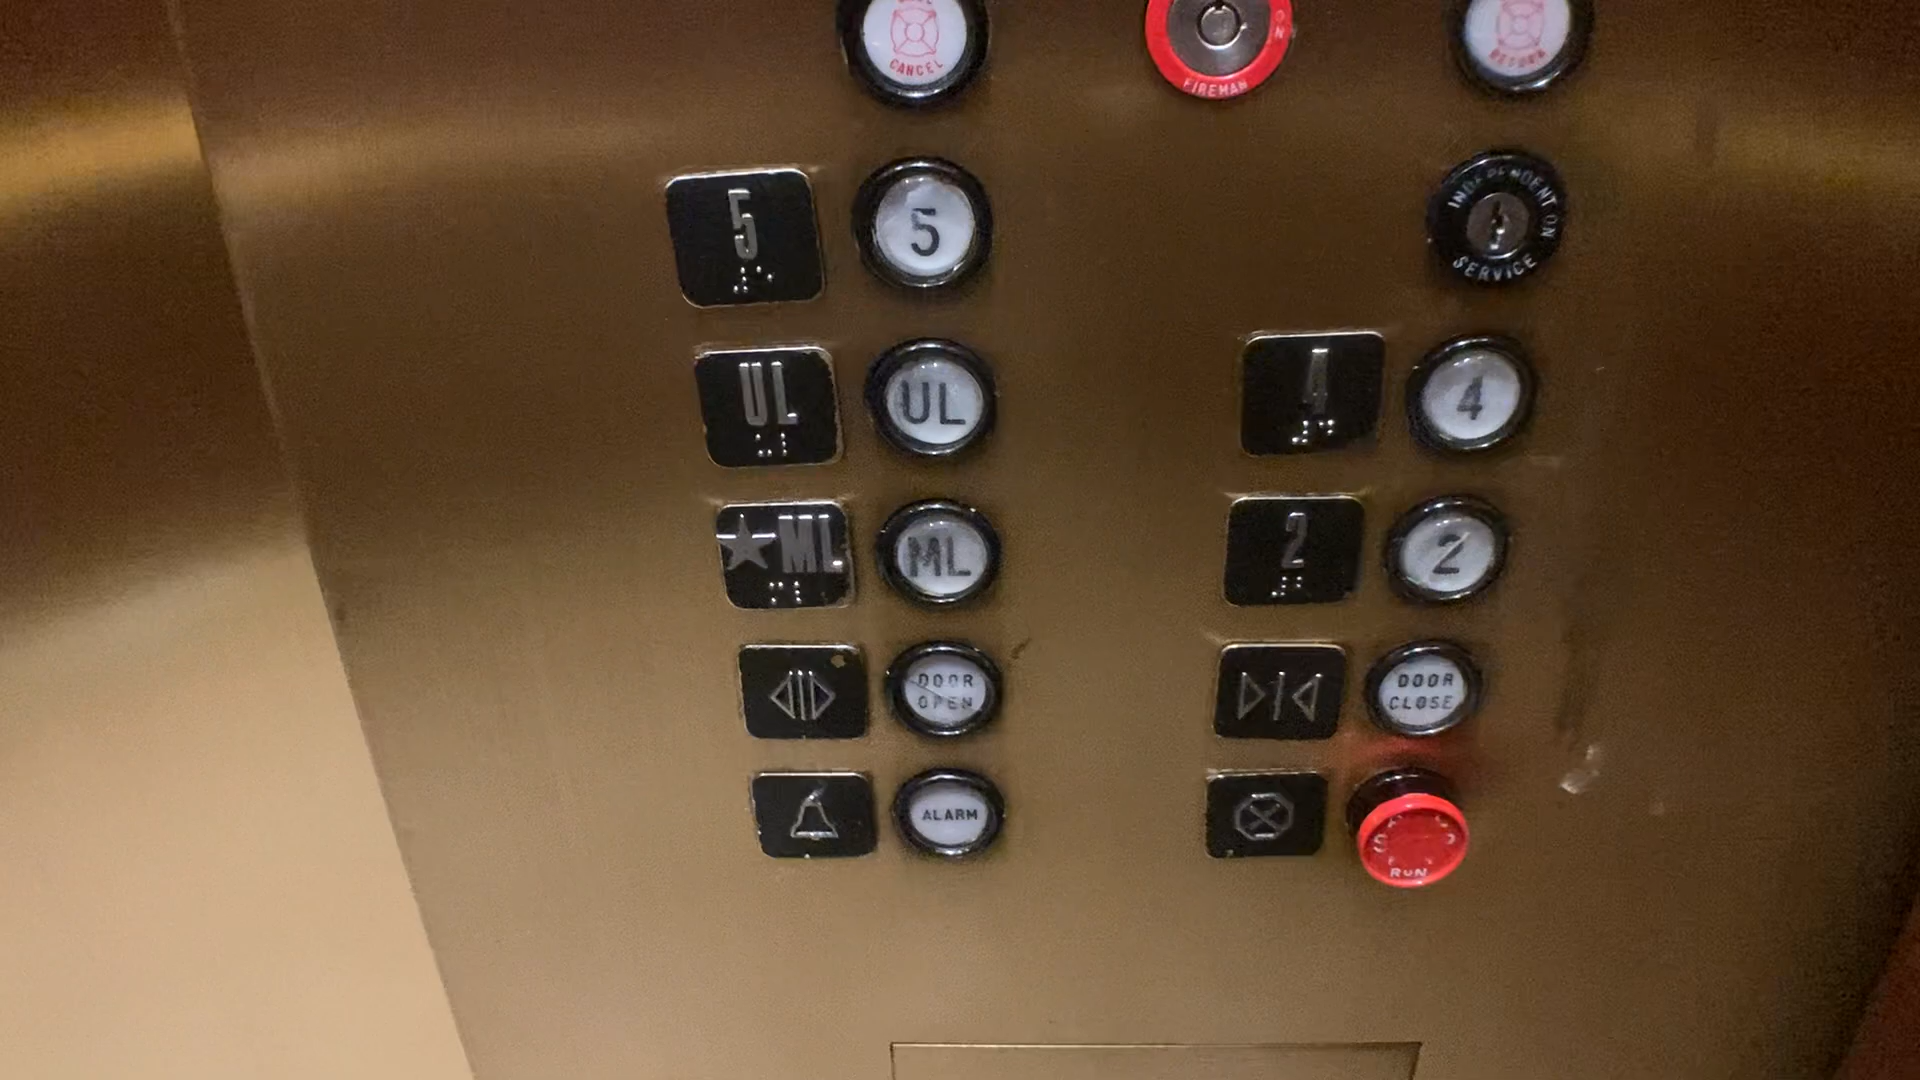 CANCEL
ON
FIREMAN
RETURN
5
5
INDEPENDENT ON
SERVICE
UL
UL
4
4
★ML
ML
2
2
DOOR
OPEN
DOOR
CLOSE
ALARM
RUN